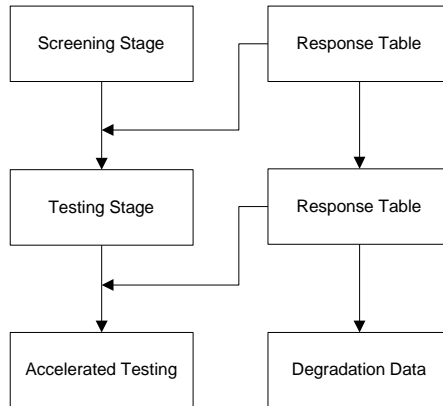 Screening Stage
Response Table
Testing Stage
Response Table
Accelerated Testing
Degradation Data